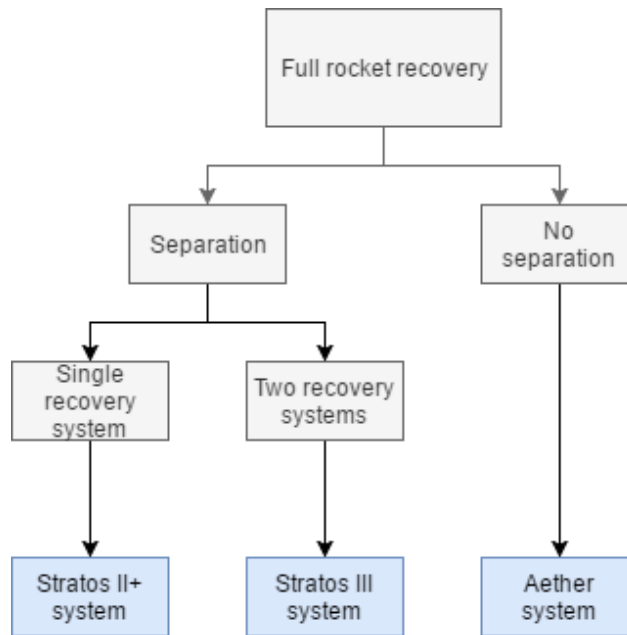 Full rocket recovery
Separation
No
separation
Single
recovery
system
Two recovery
systems
Stratos II+
system
Stratos III
system
Aether
system